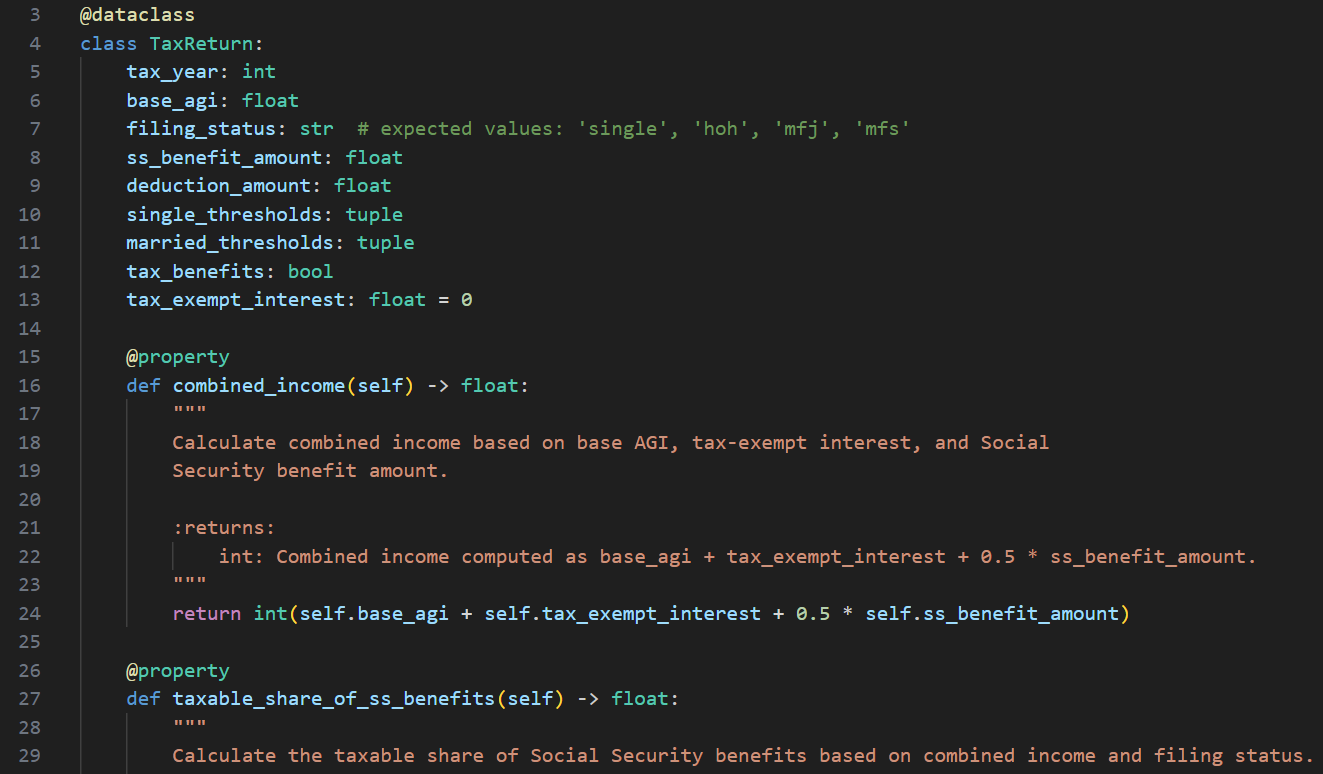 3 @dataclass
4 class TaxReturn:
5     tax_year: int
6     base_agi: float
7     filing_status: str  # expected values: 'single', 'hoh', 'mfj', 'mfs'
8     ss_benefit_amount: float
9     deduction_amount: float
10     single_thresholds: tuple
11     married_thresholds: tuple
12     tax_benefits: bool
13     tax_exempt_interest: float = 0
14
15     @property
16     def combined_income(self) -> float:
17         """
18         Calculate combined income based on base AGI, tax-exempt interest, and Social
19         Security benefit amount.
20
21         :returns:
22             int: Combined income computed as base_agi + tax_exempt_interest + 0.5 * ss_benefit_amount.
23         """
24         return int(self.base_agi + self.tax_exempt_interest + 0.5 * self.ss_benefit_amount)
25
26     @property
27     def taxable_share_of_ss_benefits(self) -> float:
28         """
29         Calculate the taxable share of Social Security benefits based on combined income and filing status.